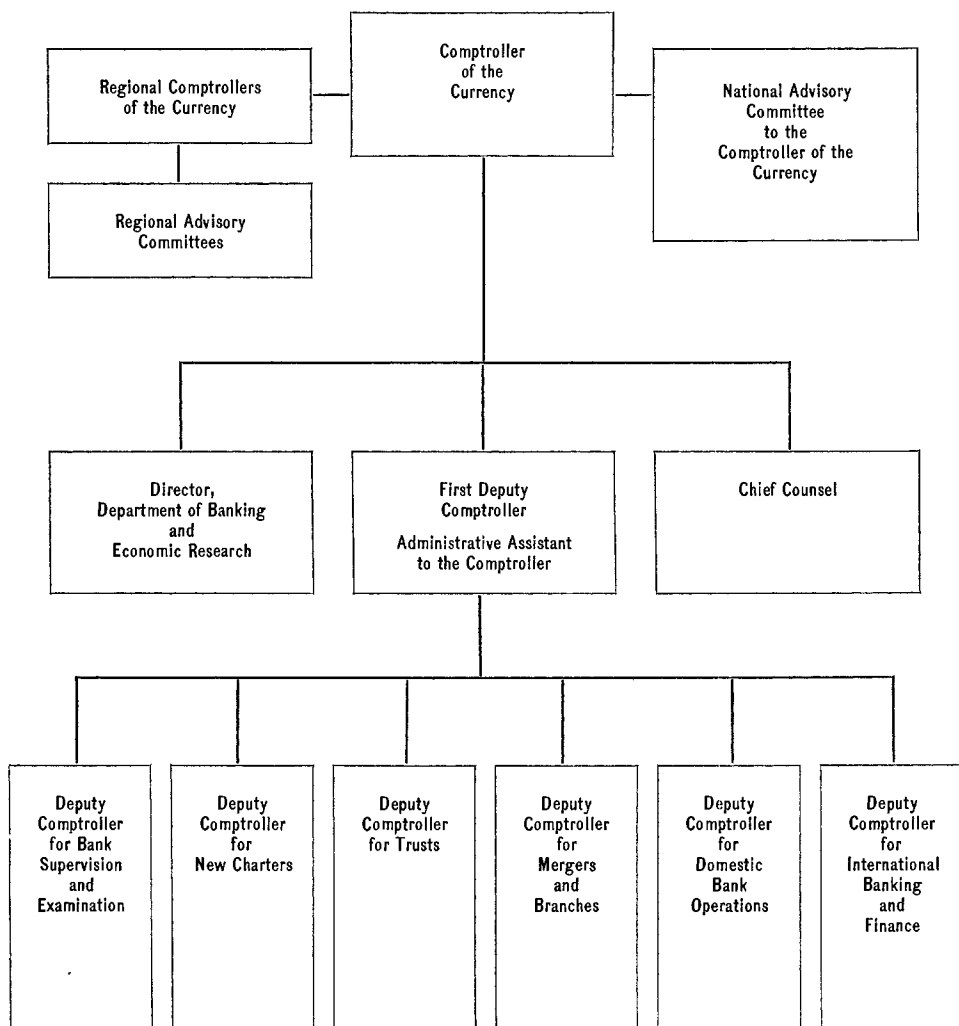 Comptroller
of the
Currency
Regional Comptrollers
of the Currency
National Advisory
Committee
to the
Comptroller of the
Currency
Regional Advisory
Committees
Director,
Department of Banking
and
Economic Research
First Deputy
Comptroller
Administrative Assistant
to the Comptroller
Chief Counsel
Deputy
Comptroller
for Bank
Supervision
and
Examination
Deputy
Comptroller
for
New Charters
Deputy
Comptroller
for Trusts
Deputy
Comptroller
for
Mergers
and
Branches
Deputy
Comptroller
for
Domestic
Bank
Operations
Deputy
Comptroller
for
International
Banking
and
Finance